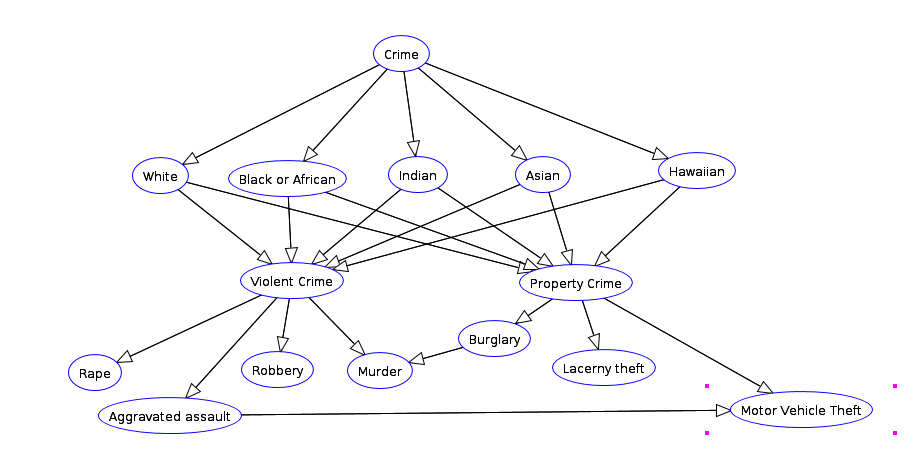 Crime
White
Black or African
Indian
Asian
Hawaiian
Violent Crime
Property Crime
Rape
Robbery
Murder
Burglary
Lacerny theft
Aggravated assault
Motor Vehicle Theft